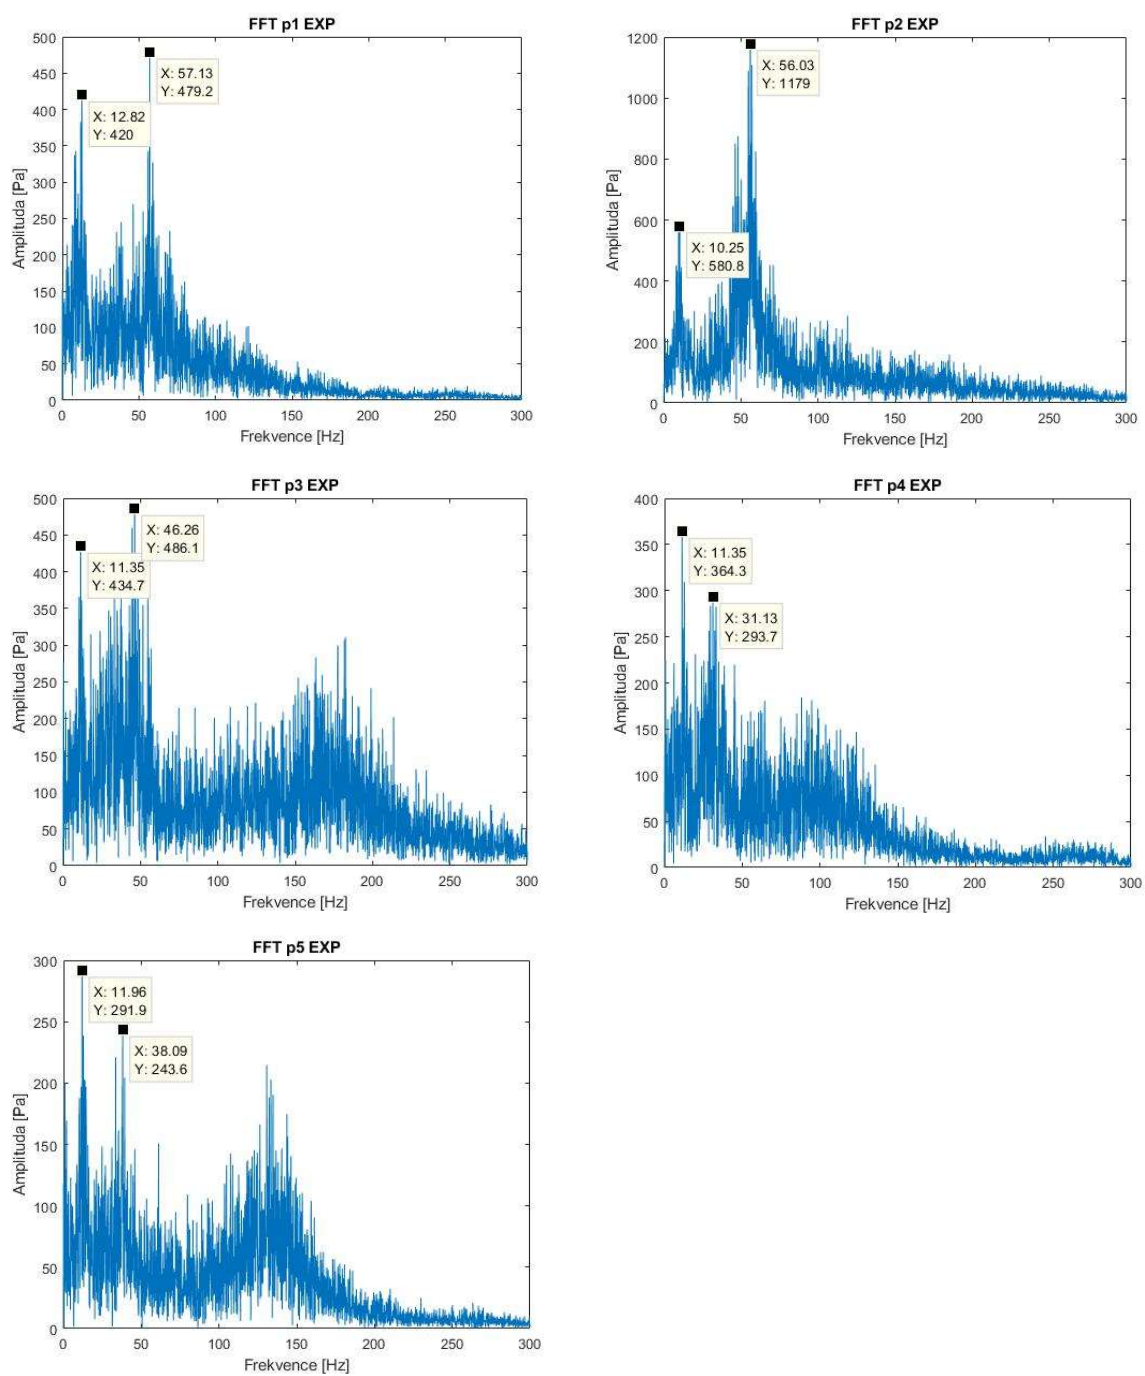 FFT p1 EXP
500
450
400
350
300
250
200
150
100
50
0
Amplituda [Pa]
X: 57.13
Y: 479.2
X: 12.82
Y: 420
0 50 100 150 200 250 300
Frekvence [Hz]
FFT p2 EXP
1200
1000
800
600
400
200
0
Amplituda [Pa]
X: 56.03
Y: 1179
X: 10.25
Y: 580.8
0 50 100 150 200 250 300
Frekvence [Hz]
FFT p3 EXP
500
450
400
350
300
250
200
150
100
50
0
Amplituda [Pa]
X: 46.26
Y: 486.1
X: 11.35
Y: 434.7
0 50 100 150 200 250 300
Frekvence [Hz]
FFT p4 EXP
400
350
300
250
200
150
100
50
0
Amplituda [Pa]
X: 11.35
Y: 364.3
X: 31.13
Y: 293.7
0 50 100 150 200 250 300
Frekvence [Hz]
FFT p5 EXP
300
250
200
150
100
50
0
Amplituda [Pa]
X: 11.96
Y: 291.9
X: 38.09
Y: 243.6
0 50 100 150 200 250 300
Frekvence [Hz]